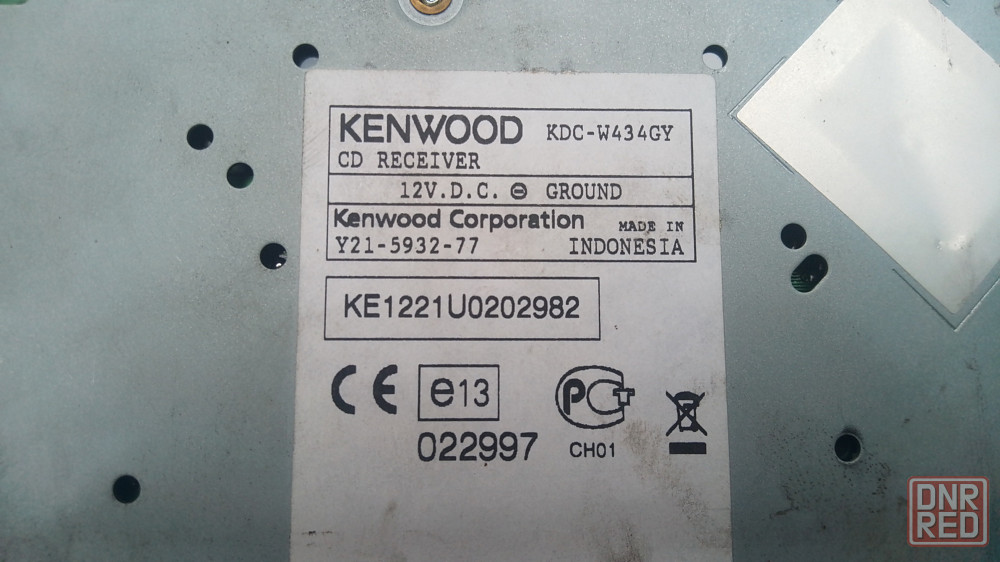 KENWOOD KDC-W434GY
CD RECEIVER
12V.D.C. ⊖ GROUND
Kenwood Corporation MADE IN
Y21-5932-77 INDONESIA
KE1221U0202982
CE e13 PC
022997 CH01
DNR
RED